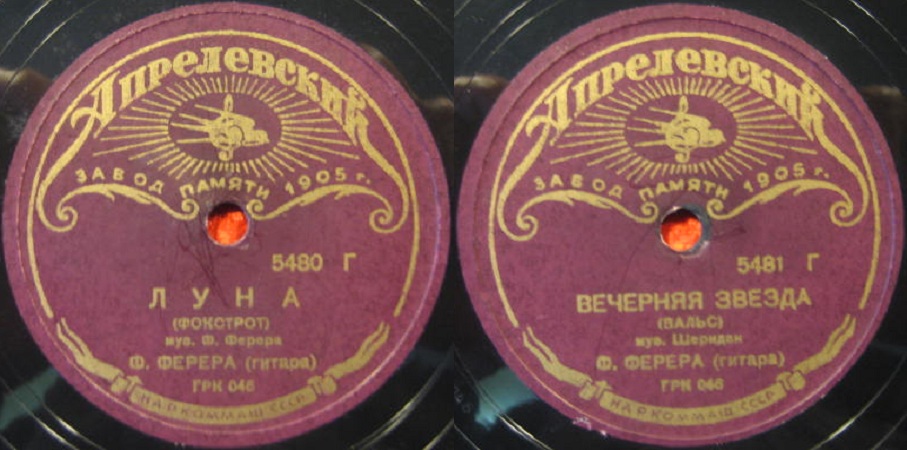 Апрелевский
ЗАВОД ПАМЯТИ 1905 г.
5480 Г
ЛУНА
(ФОКСТРОТ)
муз. Ф. Ферера
Ф. ФЕРЕРА (гитара)
ГРК 046
НАРКОММАШ СССР
Апрелевский
ЗАВОД ПАМЯТИ 1905 г.
5481 Г
ВЕЧЕРНЯЯ ЗВЕЗДА
(ВАЛЬС)
муз. Шеридан
Ф. ФЕРЕРА (гитара)
ГРК 046
НАРКОММАШ СССР